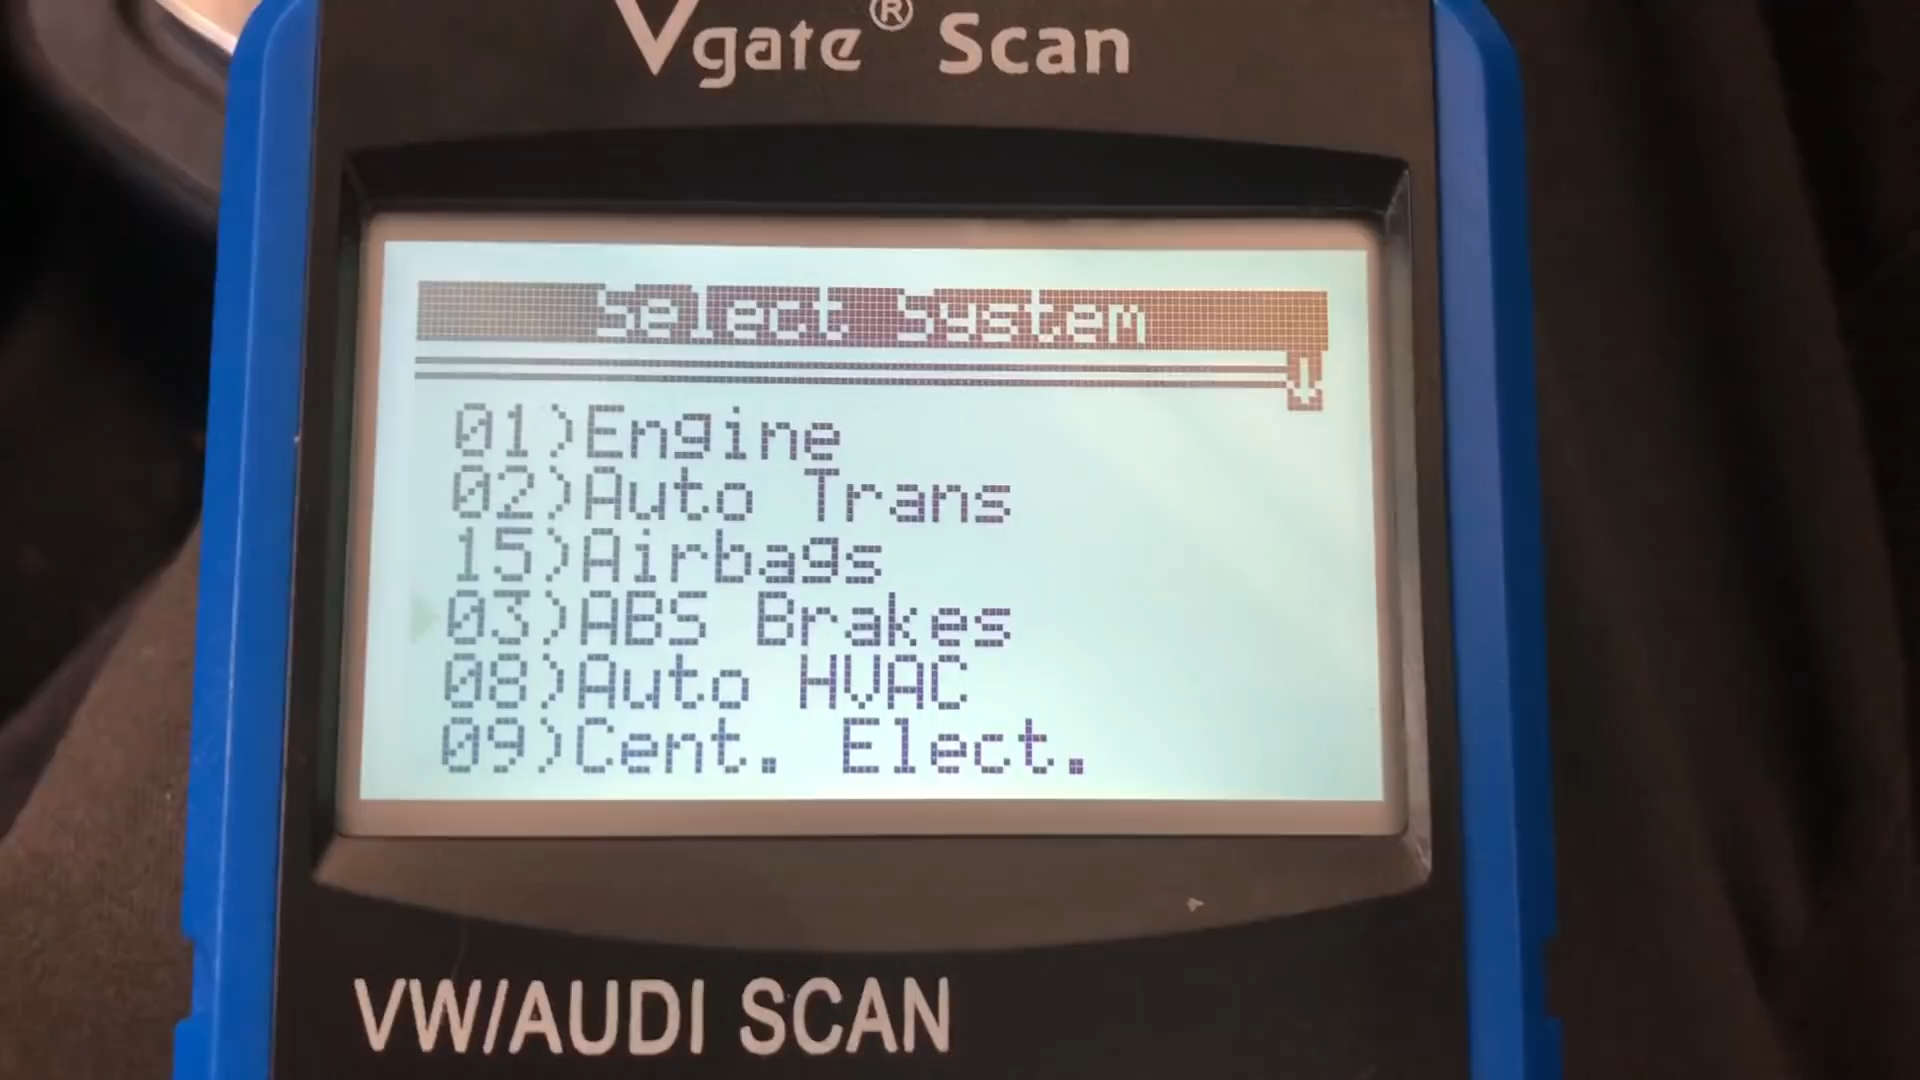 Vgate® Scan
Select System
01)Engine
02)Auto Trans
15)Airbags
03)ABS Brakes
08)Auto HVAC
09)Cent. Elect.
VW/AUDI SCAN